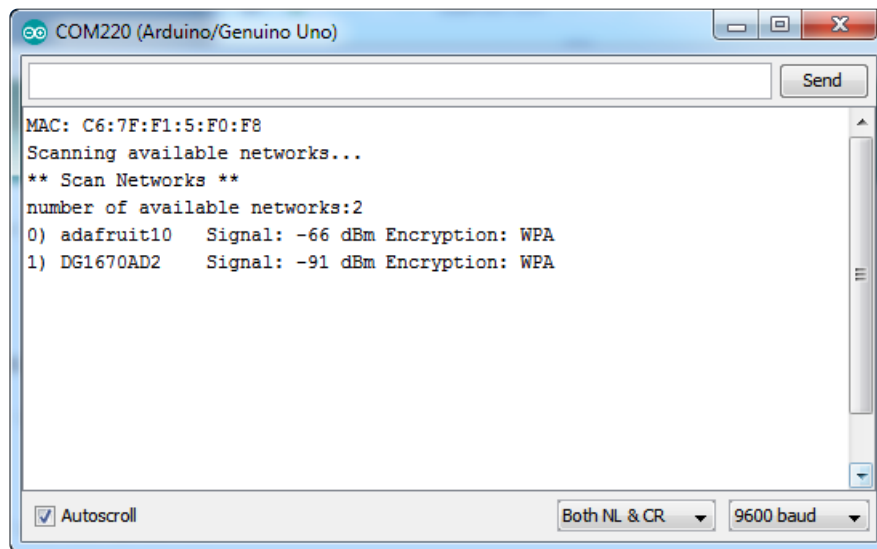 COM220 (Arduino/Genuino Uno)
Send
MAC: C6:7F:F1:5:F0:F8
Scanning available networks...
** Scan Networks **
number of available networks:2
0) adafruit10   Signal: -66 dBm Encryption: WPA
1) DG1670AD2    Signal: -91 dBm Encryption: WPA
Autoscroll Both NL & CR 9600 baud